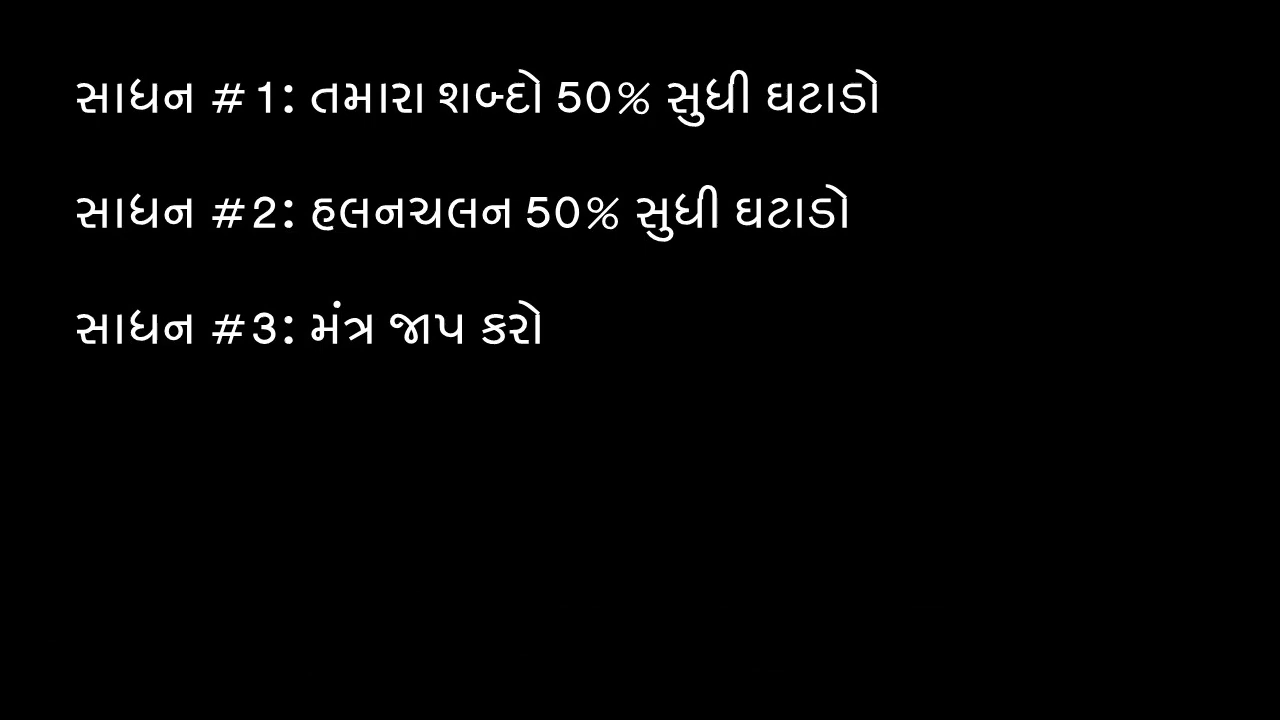 સાધન #1: તમારા શબ્દો 50% સુધી ઘટાડો
સાધન #2: હલનચલન 50% સુધી ઘટાડો
સાધન #3: મંત્ર જાપ કરો